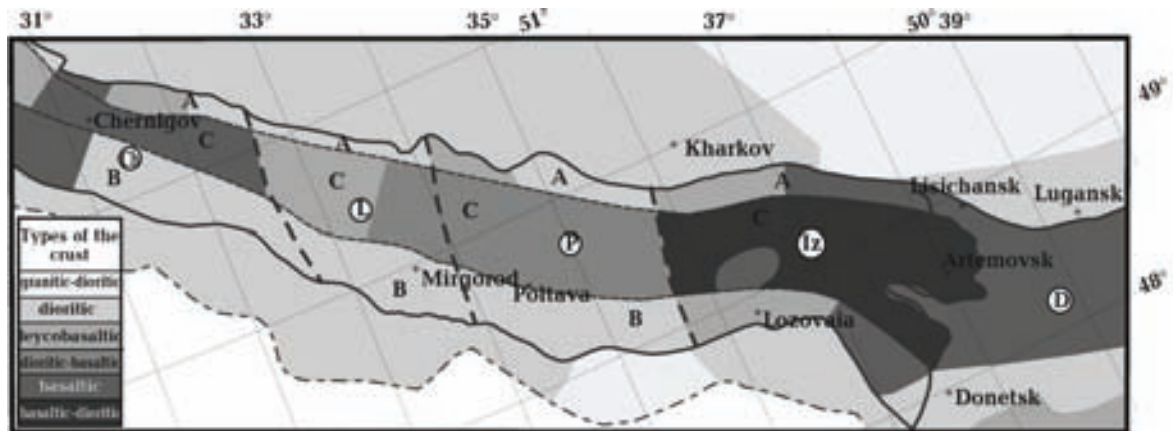 31° 33° 35° 51° 37° 50° 39°
49°
48°
A
Chernigov
C
B
A
C
L
C
A
P
B
Kharkov
A
C
Iz
Lisichansk
Lugansk
Artemovsk
D
Mirgorod
Poltava
B
Lozovaia
Donetsk
Types of the
crust
granitic-dioritic
dioritic
leycobasaltic
dioritic-basaltic
basaltic
basaltic-dioritic